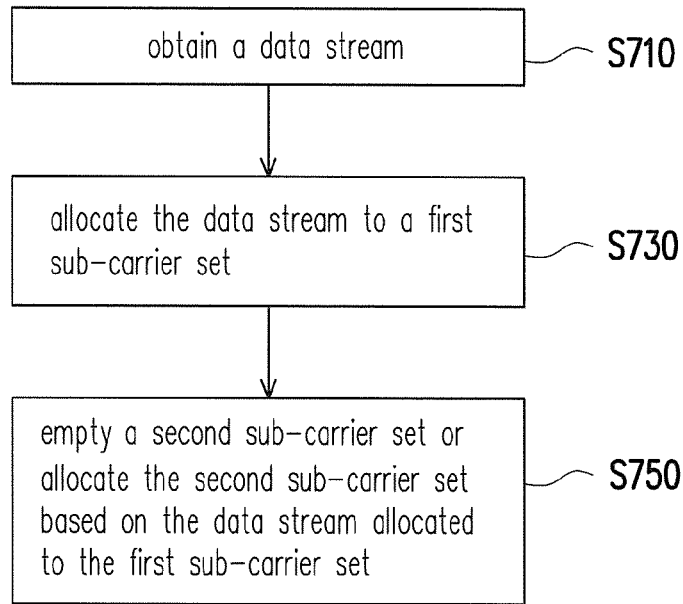 obtain a data stream
S710
allocate the data stream to a first
sub-carrier set
S730
empty a second sub-carrier set or
allocate the second sub-carrier set
based on the data stream allocated
to the first sub-carrier set
S750